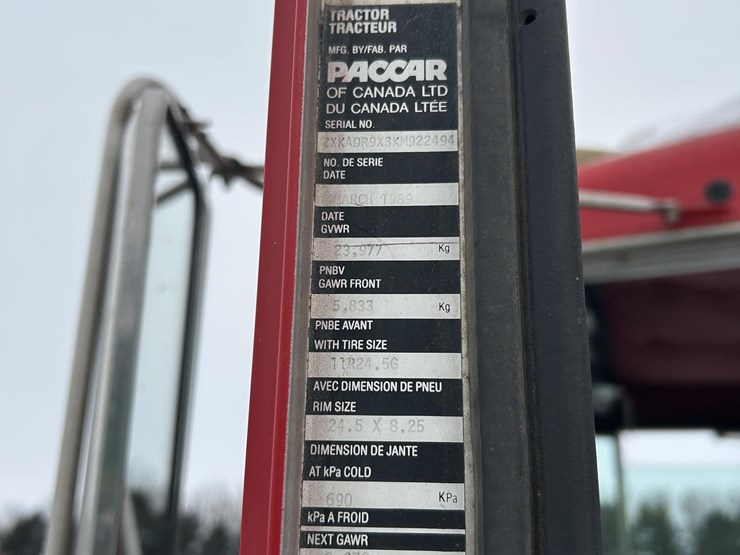 TRACTOR
TRACTEUR
MFG. BY/FAB. PAR
PACCAR
OF CANADA LTD
DU CANADA LTÉE
SERIAL NO.
2XKADR9X3KM922494
NO. DE SERIE
DATE
MARCH 1989
DATE
GVWR
23,977 Kg
PNBV
GAWR FRONT
5,833 Kg
PNBE AVANT
WITH TIRE SIZE
11R24.5G
AVEC DIMENSION DE PNEU
RIM SIZE
24.5 X 8.25
DIMENSION DE JANTE
AT kPa COLD
690 KPa
kPa A FROID
NEXT GAWR